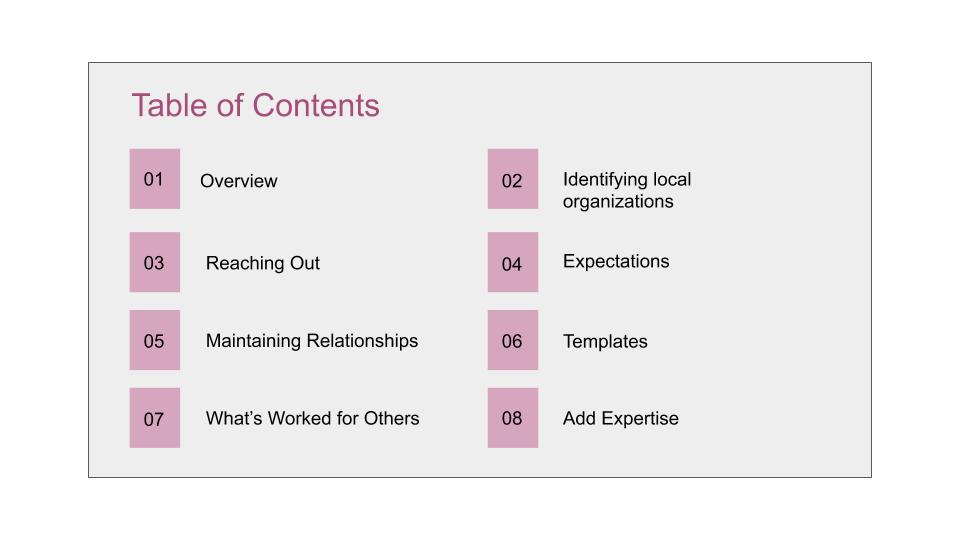 Table of Contents
01
Overview
02
Identifying local
organizations
03
Reaching Out
04
Expectations
05
Maintaining Relationships
06
Templates
07
What’s Worked for Others
08
Add Expertise